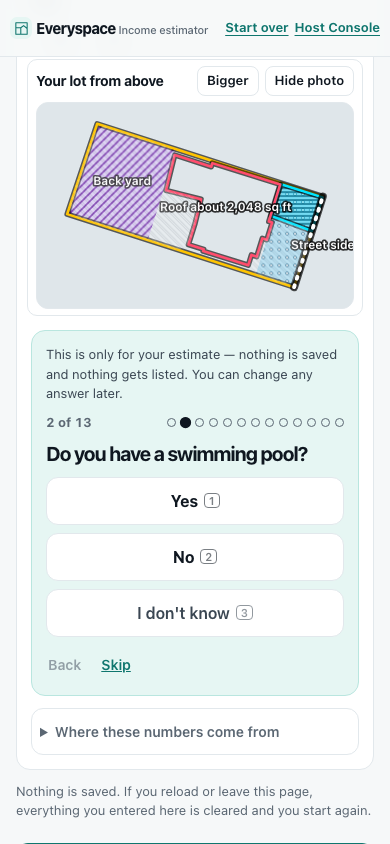 Everyspace Income estimator Start over Host Console
Your lot from above Bigger Hide photo
Back yard
Roof about 2,048 sq ft
Street side
This is only for your estimate — nothing is saved
and nothing gets listed. You can change any
answer later.
2 of 13
Do you have a swimming pool?
Yes 1
No 2
I don't know 3
Back Skip
Where these numbers come from
Nothing is saved. If you reload or leave this page,
everything you entered here is cleared and you start again.